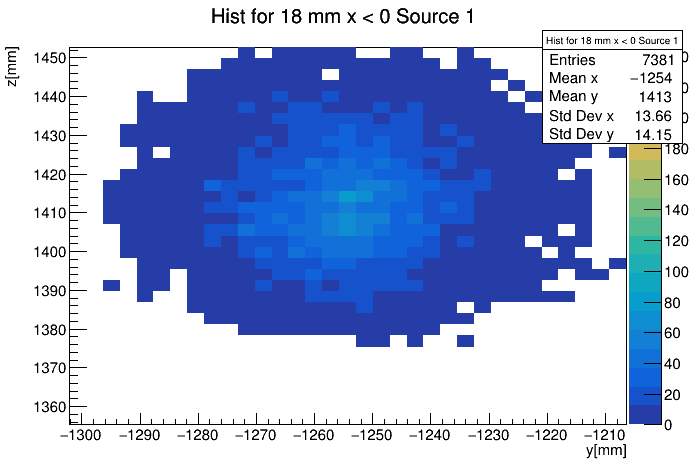 Hist for 18 mm x < 0 Source 1
z[mm]
1450
1440
1430
1420
1410
1400
1390
1380
1370
1360
−1300 −1290 −1280 −1270 −1260 −1250 −1240 −1230 −1220 −1210
y[mm]
Hist for 18 mm x < 0 Source 1
Entries 7381
Mean x −1254
Mean y 1413
Std Dev x 13.66
Std Dev y 14.15
180
160
140
120
100
80
60
40
20
0